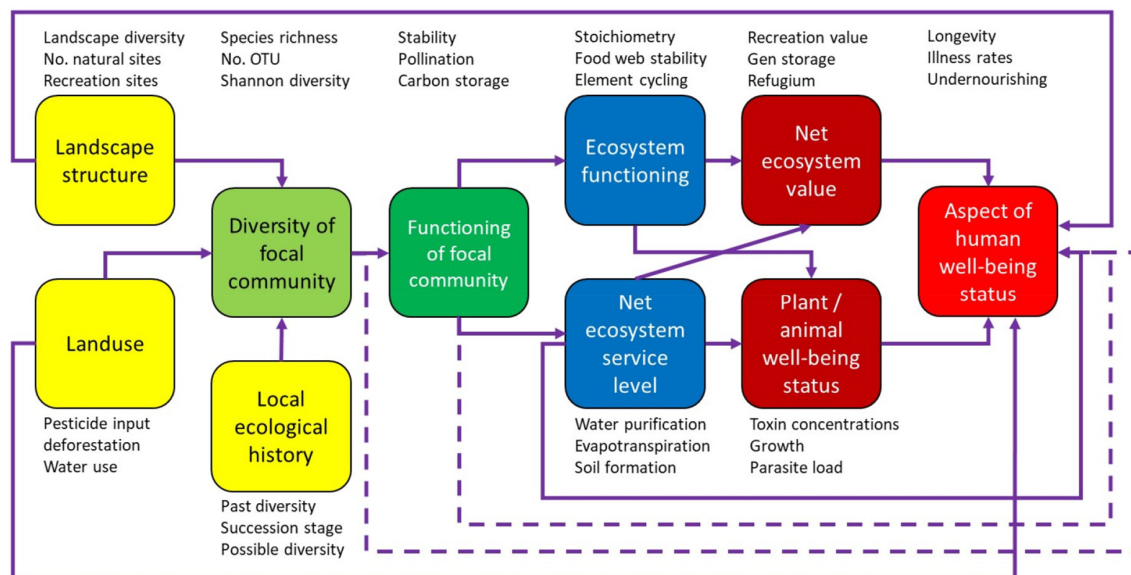 Landscape diversity
No. natural sites
Recreation sites
Species richness
No. OTU
Shannon diversity
Stability
Pollination
Carbon storage
Stoichiometry
Food web stability
Element cycling
Recreation value
Gen storage
Refugium
Longevity
Illness rates
Undernourishing
Landscape
structure
Ecosystem
functioning
Net
ecosystem
value
Diversity of
focal
community
Functioning
of focal
community
Aspect of
human
well-being
status
Landuse
Net
ecosystem
service
level
Plant /
animal
well-being
status
Local
ecological
history
Pesticide input
deforestation
Water use
Water purification
Evapotranspiration
Soil formation
Toxin concentrations
Growth
Parasite load
Past diversity
Succession stage
Possible diversity